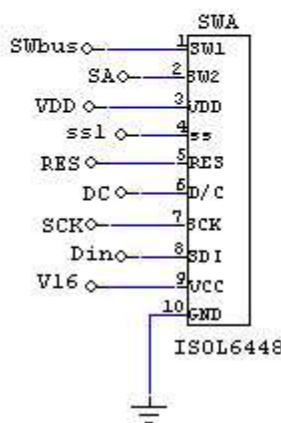 SWA
SWbus 1 SW1
SA 2 SW2
VDD 3 VDD
ss1 4 ss
RES 5 RES
DC 6 D/C
SCK 7 SCK
Din 8 SDI
V16 9 VCC
10 GND
ISOL6448